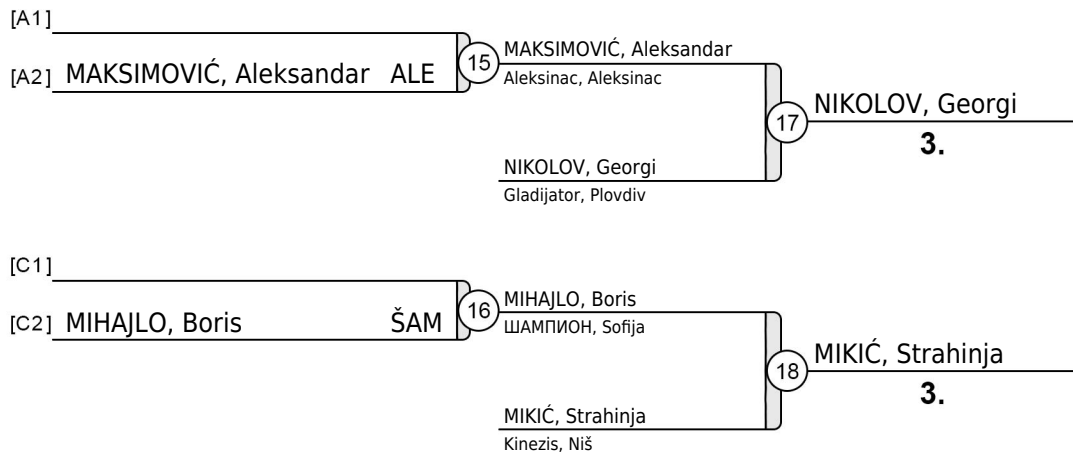 [A1]
[A2] MAKSIMOVIĆ, Aleksandar ALE
15
MAKSIMOVIĆ, Aleksandar
Aleksinac, Aleksinac
17
NIKOLOV, Georgi
3.
NIKOLOV, Georgi
Gladijator, Plovdiv
[C1]
[C2] MIHAJLO, Boris ŠAM
16
MIHAJLO, Boris
ШАМПИОН, Sofija
18
MIKIĆ, Strahinja
3.
MIKIĆ, Strahinja
Kinezis, Niš